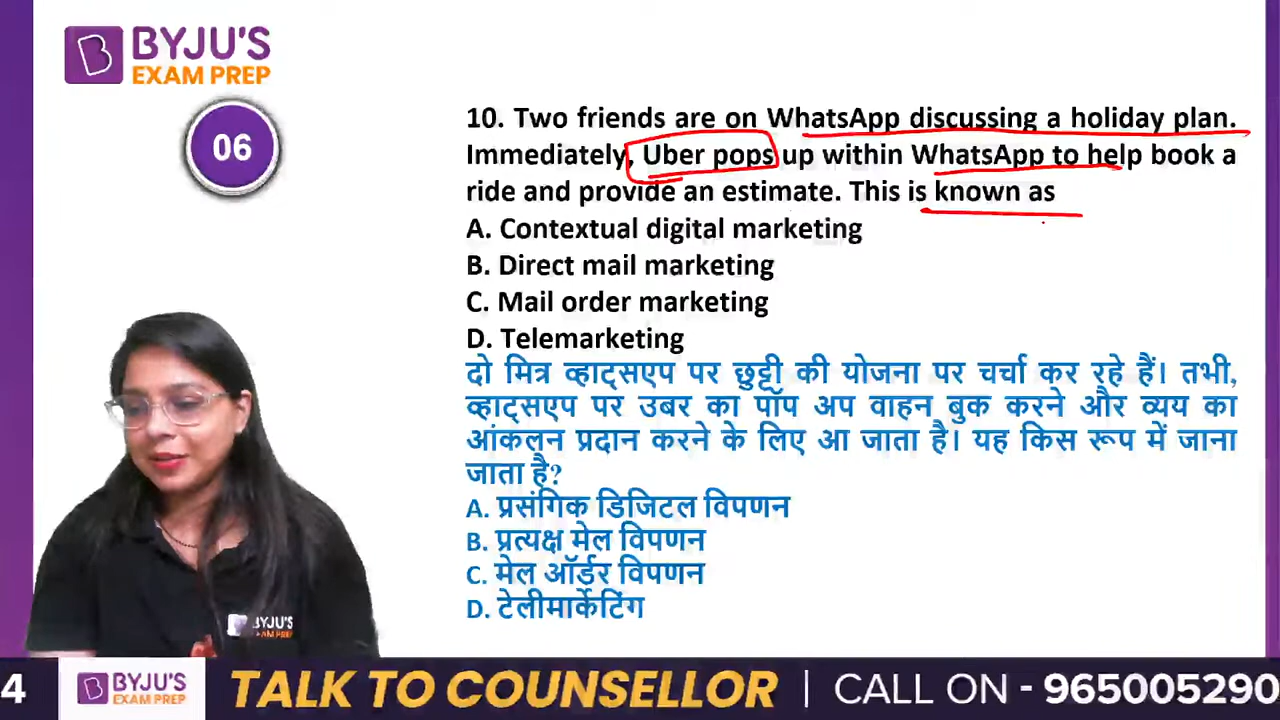 BYJU'S
EXAM PREP
06
10. Two friends are on WhatsApp discussing a holiday plan.
Immediately, Uber pops up within WhatsApp to help book a
ride and provide an estimate. This is known as
A. Contextual digital marketing
B. Direct mail marketing
C. Mail order marketing
D. Telemarketing
दो मित्र व्हाट्सएप पर छुट्टी की योजना पर चर्चा कर रहे हैं। तभी,
व्हाट्सएप पर उबर का पॉप अप वाहन बुक करने और व्यय का
आंकलन प्रदान करने के लिए आ जाता है। यह किस रूप में जाना
जाता है?
A. प्रसंगिक डिजिटल विपणन
B. प्रत्यक्ष मेल विपणन
C. मेल ऑर्डर विपणन
D. टेलीमार्केटिंग
BYJU'S
EXAM PREP
4 BYJU'S EXAM PREP TALK TO COUNSELLOR | CALL ON - 965005290